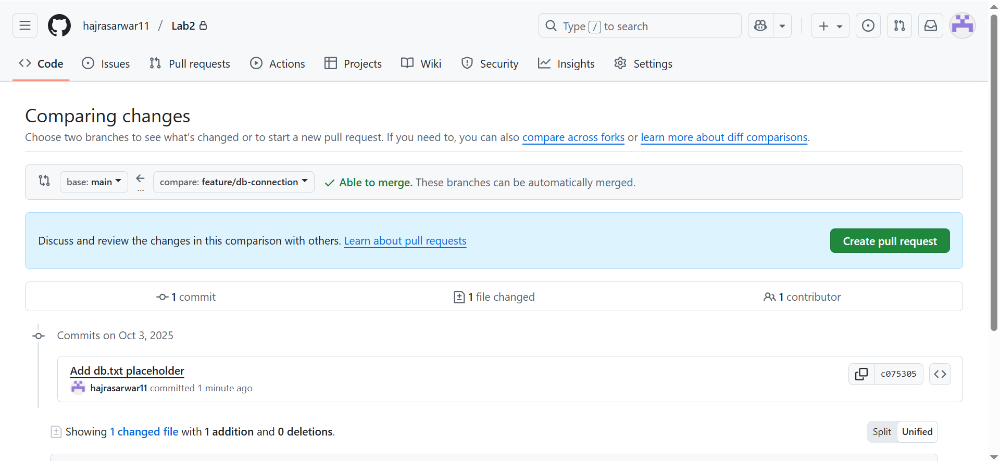 hajrasarwar11 / Lab2
Type / to search
Code Issues Pull requests Actions Projects Wiki Security Insights Settings
Comparing changes
Choose two branches to see what's changed or to start a new pull request. If you need to, you can also compare across forks or learn more about diff comparisons.
base: main ... compare: feature/db-connection Able to merge. These branches can be automatically merged.
Discuss and review the changes in this comparison with others. Learn about pull requests
Create pull request
1 commit 1 file changed 1 contributor
Commits on Oct 3, 2025
Add db.txt placeholder
c075305
hajrasarwar11 committed 1 minute ago
Showing 1 changed file with 1 addition and 0 deletions.
Split Unified